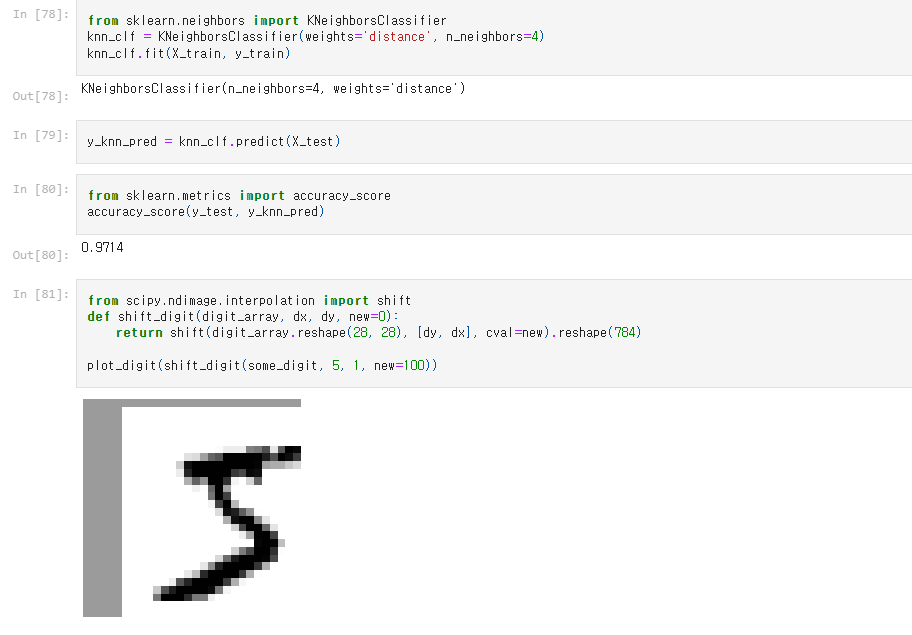 In [78]:
from sklearn.neighbors import KNeighborsClassifier
knn_clf = KNeighborsClassifier(weights='distance', n_neighbors=4)
knn_clf.fit(X_train, y_train)
Out[78]:
KNeighborsClassifier(n_neighbors=4, weights='distance')
In [79]:
y_knn_pred = knn_clf.predict(X_test)
In [80]:
from sklearn.metrics import accuracy_score
accuracy_score(y_test, y_knn_pred)
Out[80]:
0.9714
In [81]:
from scipy.ndimage.interpolation import shift
def shift_digit(digit_array, dx, dy, new=0):
    return shift(digit_array.reshape(28, 28), [dy, dx], cval=new).reshape(784)
plot_digit(shift_digit(some_digit, 5, 1, new=100))
5